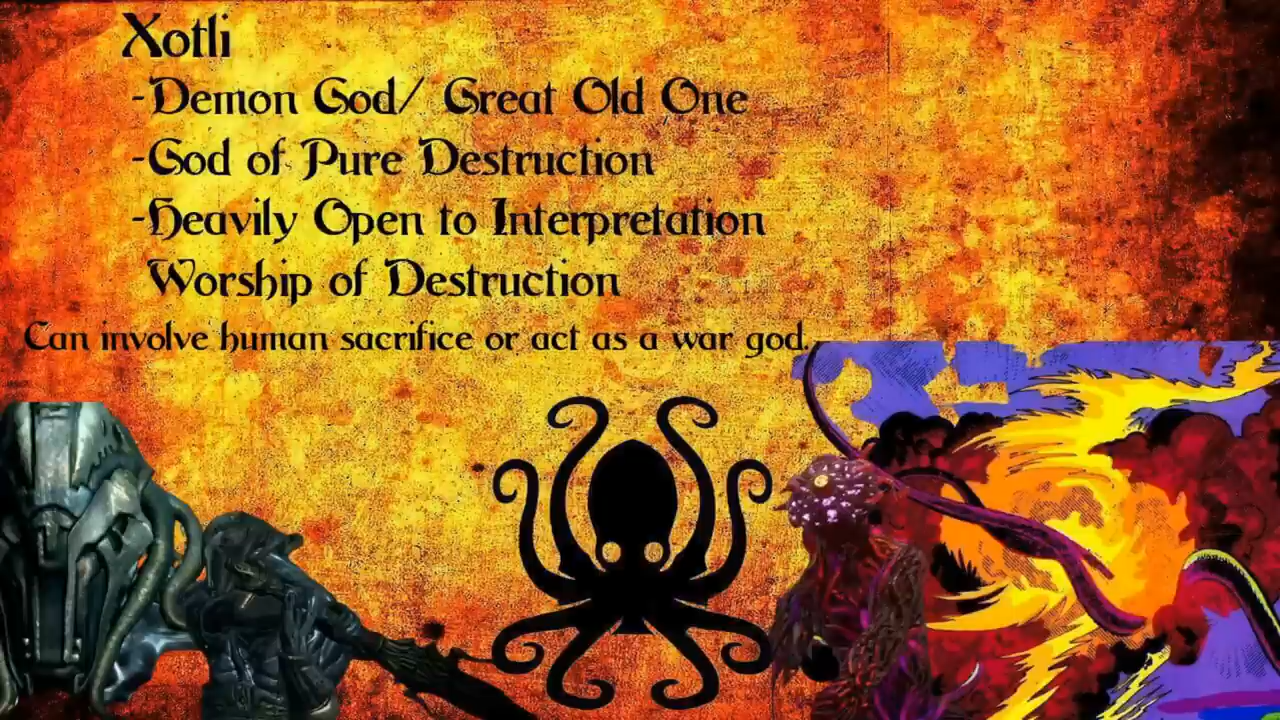 Xotli
-Demon God/ Great Old One
-God of Pure Destruction
-Heavily Open to Interpretation
Worship of Destruction
Can involve human sacrifice or act as a war god.